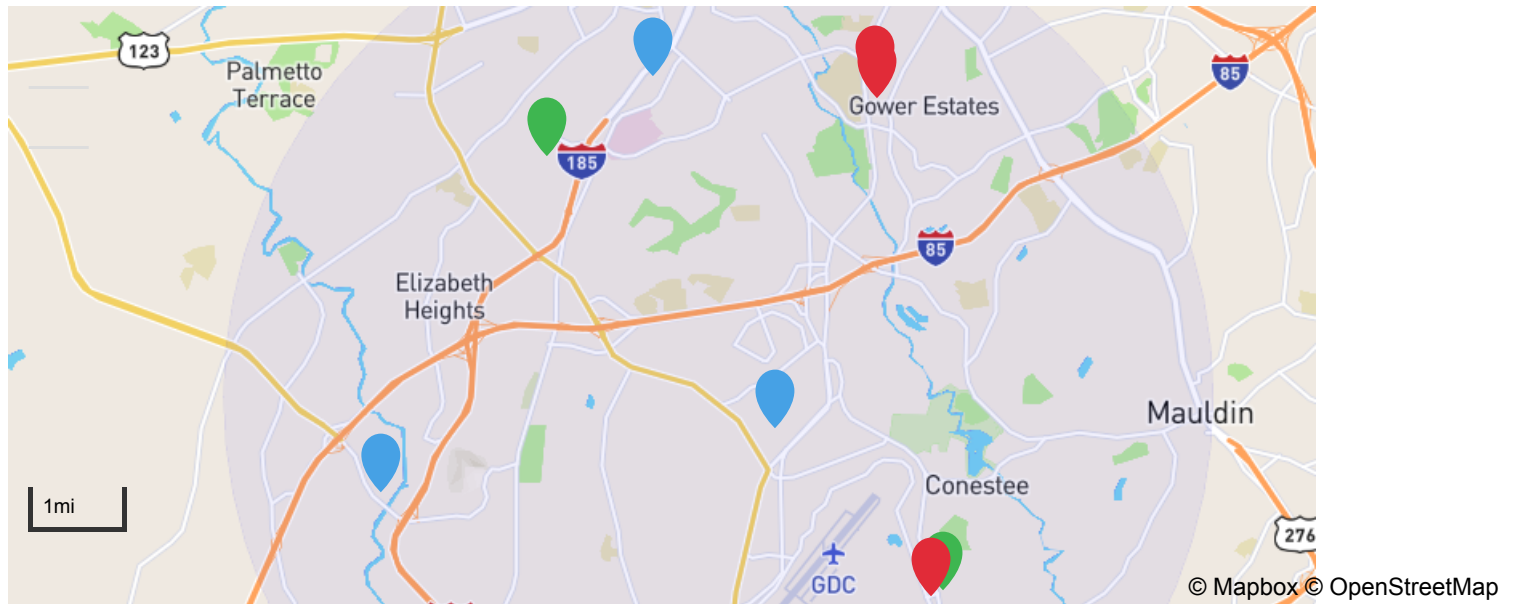 123
Palmetto
Terrace
85
Gower Estates
185
85
Elizabeth
Heights
Mauldin
Conestee
1mi
276
GDC
© Mapbox © OpenStreetMap